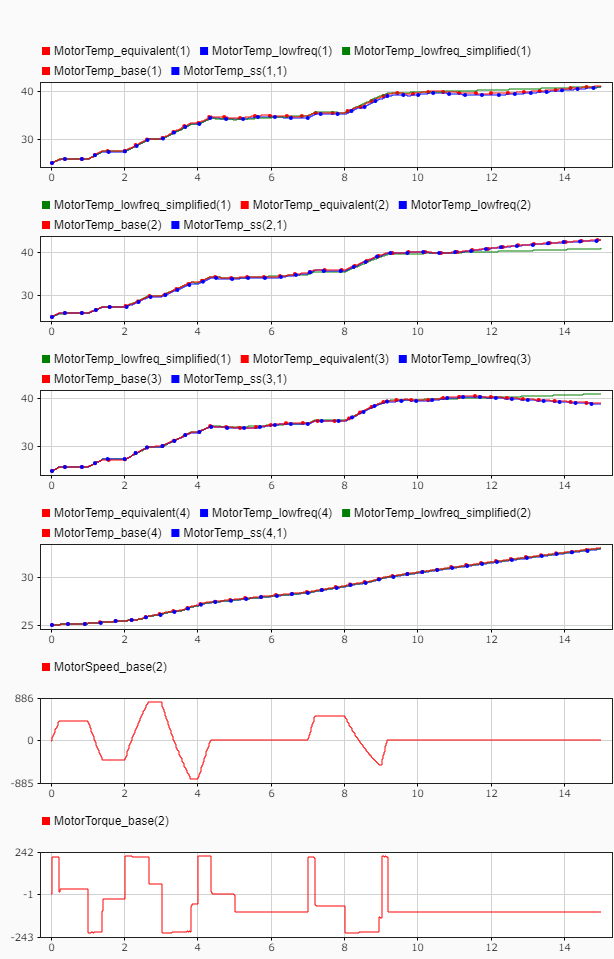 MotorTemp_equivalent(1) MotorTemp_lowfreq(1) MotorTemp_lowfreq_simplified(1)
MotorTemp_base(1) MotorTemp_ss(1,1)
40
30
0 2 4 6 8 10 12 14
MotorTemp_lowfreq_simplified(1) MotorTemp_equivalent(2) MotorTemp_lowfreq(2)
MotorTemp_base(2) MotorTemp_ss(2,1)
40
30
0 2 4 6 8 10 12 14
MotorTemp_lowfreq_simplified(1) MotorTemp_equivalent(3) MotorTemp_lowfreq(3)
MotorTemp_base(3) MotorTemp_ss(3,1)
40
30
0 2 4 6 8 10 12 14
MotorTemp_equivalent(4) MotorTemp_lowfreq(4) MotorTemp_lowfreq_simplified(2)
MotorTemp_base(4) MotorTemp_ss(4,1)
30
25
0 2 4 6 8 10 12 14
MotorSpeed_base(2)
886
0
-885
0 2 4 6 8 10 12 14
MotorTorque_base(2)
242
-1
-243
0 2 4 6 8 10 12 14